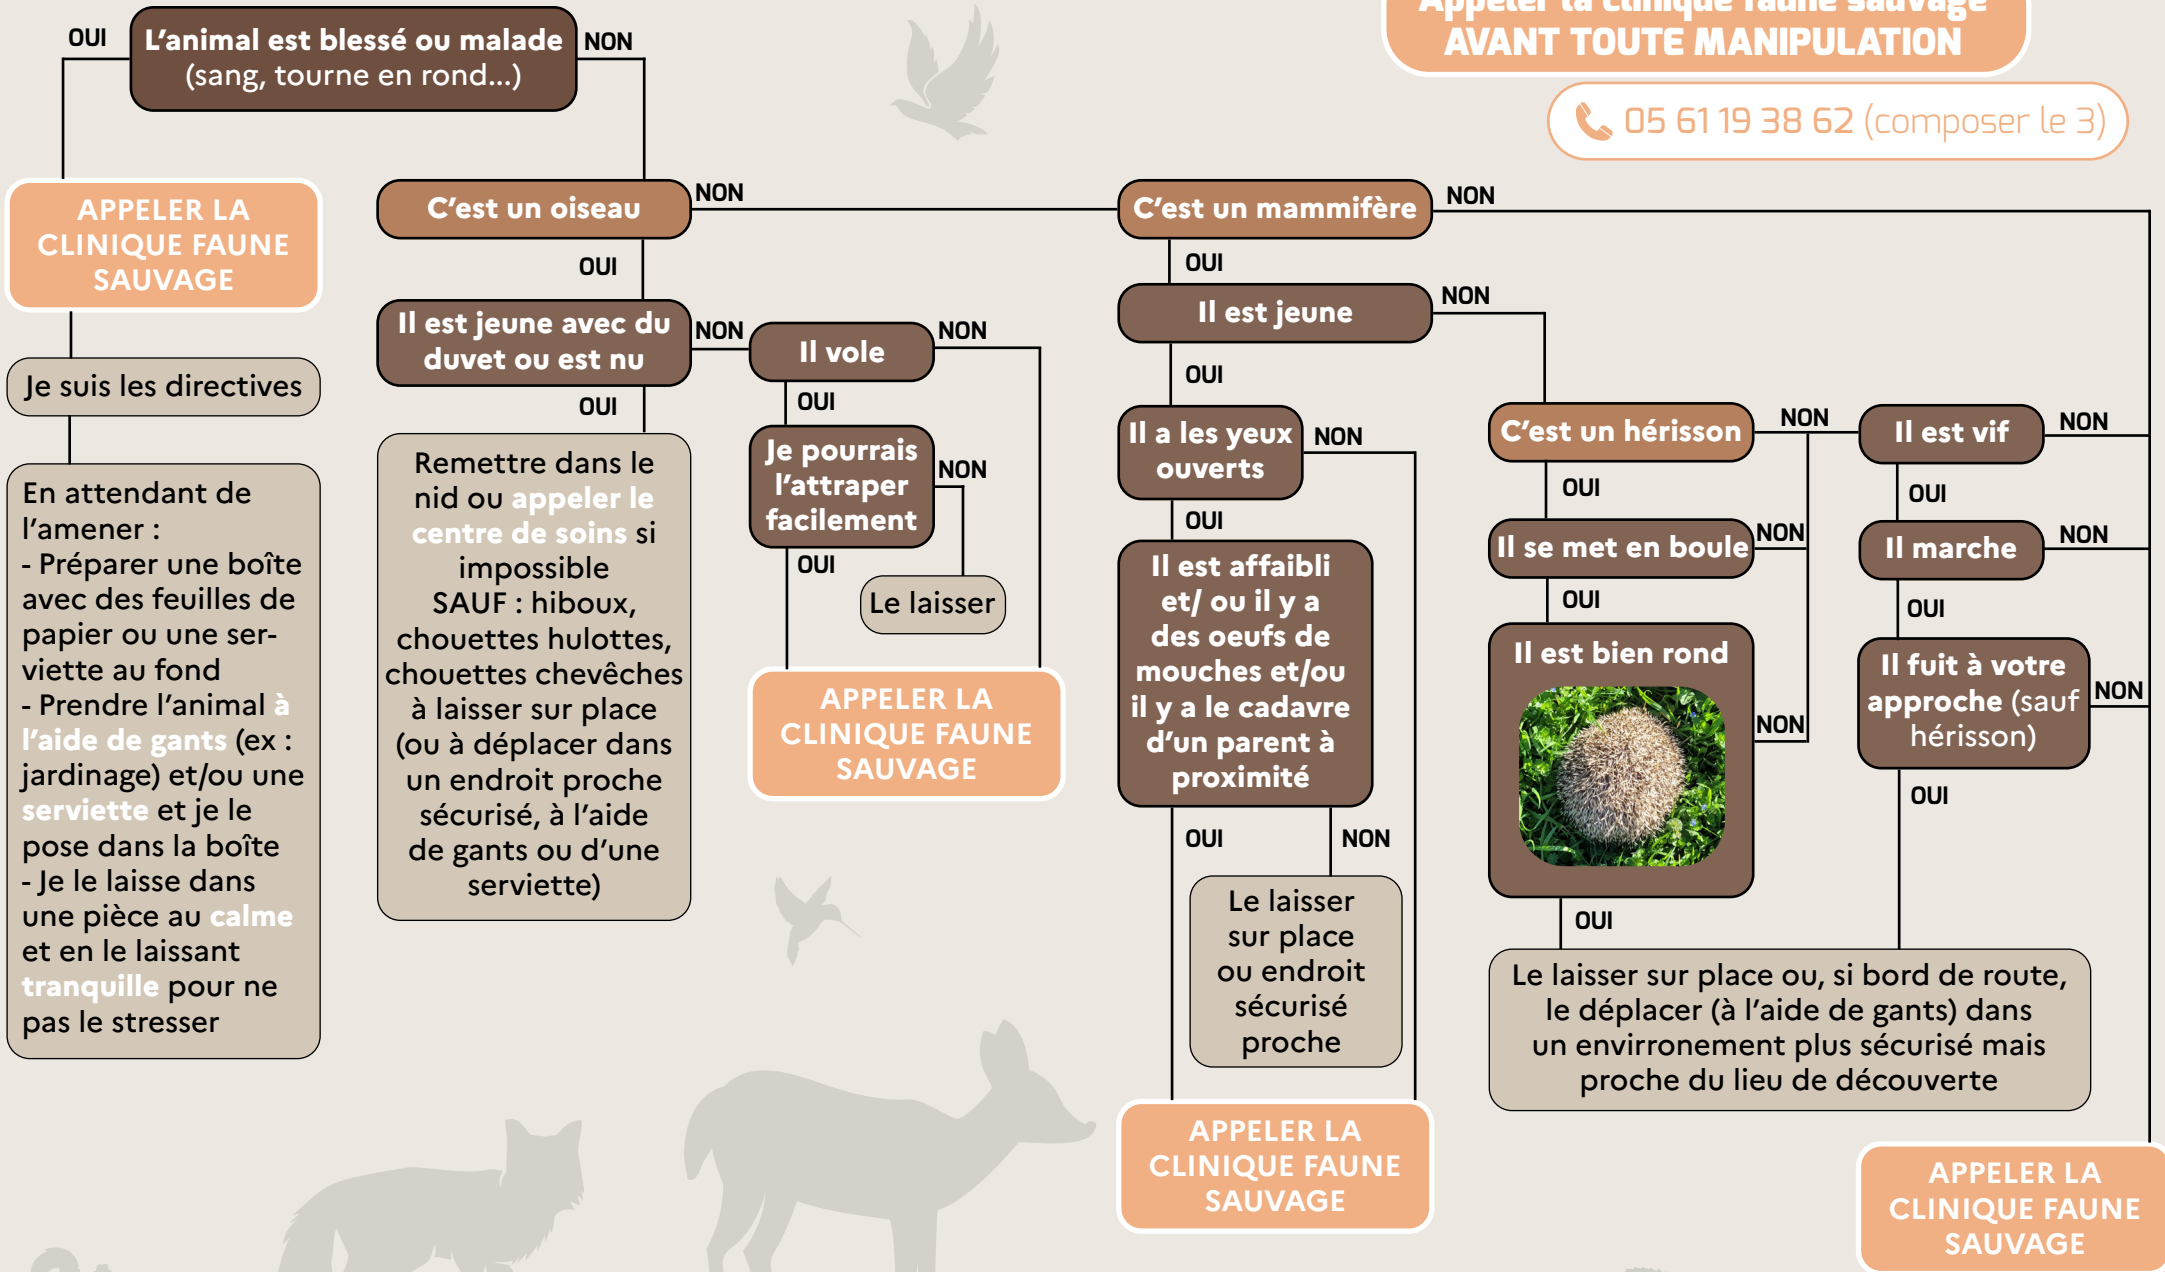 Appeler la clinique faune sauvage
AVANT TOUTE MANIPULATION
05 61 19 38 62 (composer le 3)
OUI
L'animal est blessé ou malade
(sang, tourne en rond...)
NON
APPELER LA
CLINIQUE FAUNE
SAUVAGE
Je suis les directives
En attendant de
l'amener :
- Préparer une boîte
avec des feuilles de
papier ou une ser-
viette au fond
- Prendre l'animal à
l'aide de gants (ex :
jardinage) et/ou une
serviette et je le
pose dans la boîte
- Je le laisse dans
une pièce au calme
et en le laissant
tranquille pour ne
pas le stresser
C'est un oiseau
NON
OUI
Il est jeune avec du
duvet ou est nu
NON
OUI
Remettre dans le
nid ou appeler le
centre de soins si
impossible
SAUF : hiboux,
chouettes hulottes,
chouettes chevêches
à laisser sur place
(ou à déplacer dans
un endroit proche
sécurisé, à l'aide
de gants ou d'une
serviette)
Il vole
NON
OUI
Je pourrais
l'attraper
facilement
NON
OUI
Le laisser
APPELER LA
CLINIQUE FAUNE
SAUVAGE
C'est un mammifère
NON
OUI
Il est jeune
NON
OUI
Il a les yeux
ouverts
NON
OUI
Il est affaibli
et/ ou il y a
des oeufs de
mouches et/ou
il y a le cadavre
d'un parent à
proximité
OUI
NON
Le laisser
sur place
ou endroit
sécurisé
proche
APPELER LA
CLINIQUE FAUNE
SAUVAGE
C'est un hérisson
NON
OUI
Il se met en boule
NON
OUI
Il est bien rond
NON
OUI
Il est vif
NON
OUI
Il marche
NON
OUI
Il fuit à votre
approche (sauf
hérisson)
NON
OUI
Le laisser sur place ou, si bord de route,
le déplacer (à l'aide de gants) dans
un envirronement plus sécurisé mais
proche du lieu de découverte
APPELER LA
CLINIQUE FAUNE
SAUVAGE